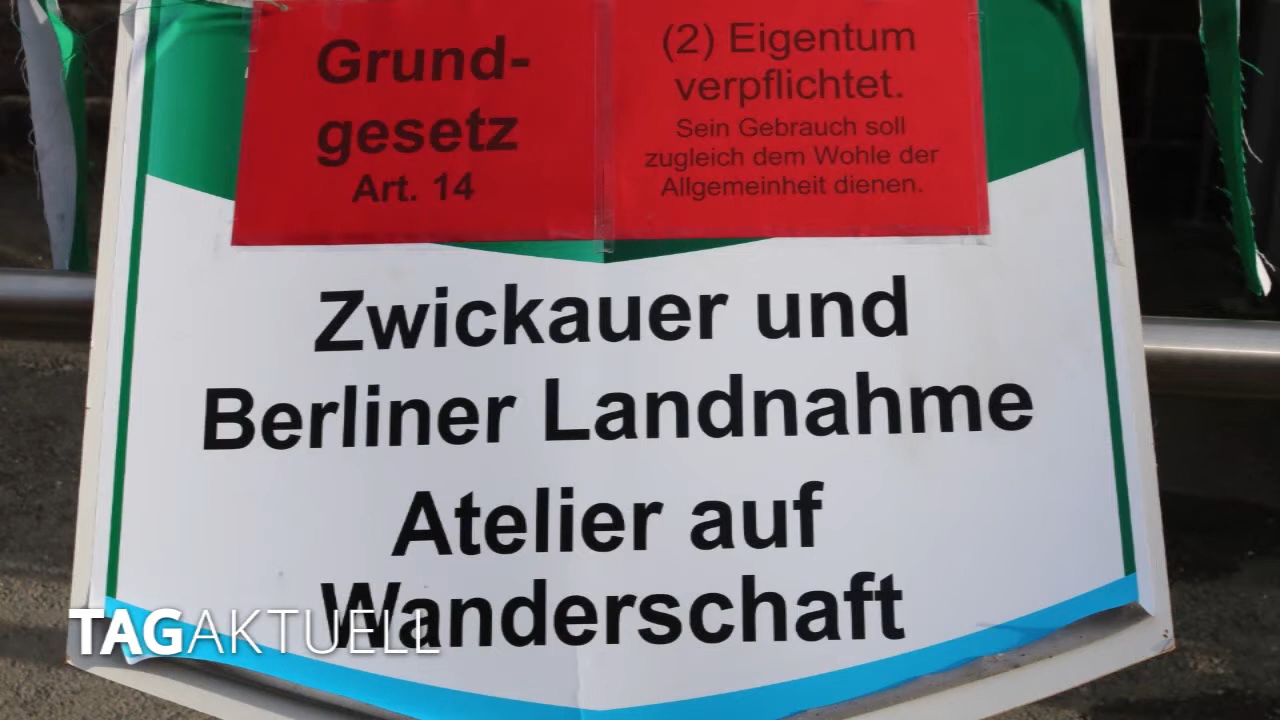 Grund-
gesetz
Art. 14
(2) Eigentum
verpflichtet.
Sein Gebrauch soll
zugleich dem Wohle der
Allgemeinheit dienen.
Zwickauer und
Berliner Landnahme
Atelier auf
Wanderschaft
TAGAKTUELL